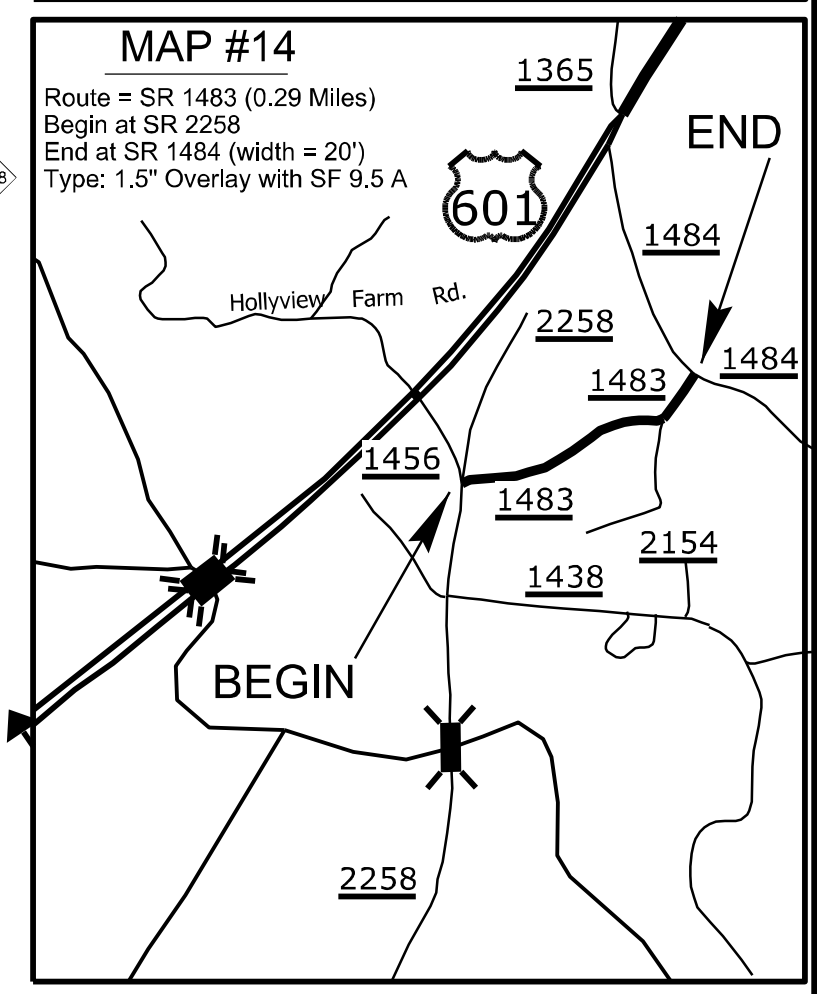 MAP #14
Route = SR 1483 (0.29 Miles)
Begin at SR 2258
End at SR 1484 (width = 20')
Type: 1.5" Overlay with SF 9.5 A
8
1365
END
601
1484
Hollyview Farm Rd.
2258
1484
1483
1456
1483
2154
1438
BEGIN
2258